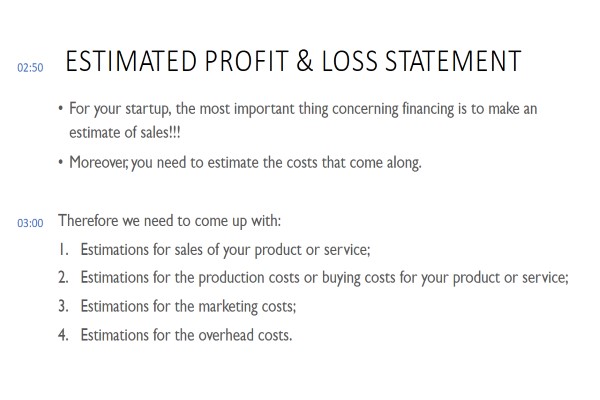 02:50 ESTIMATED PROFIT & LOSS STATEMENT
• For your startup, the most important thing concerning financing is to make an
estimate of sales!!!
• Moreover, you need to estimate the costs that come along.
03:00 Therefore we need to come up with:
1. Estimations for sales of your product or service;
2. Estimations for the production costs or buying costs for your product or service;
3. Estimations for the marketing costs;
4. Estimations for the overhead costs.